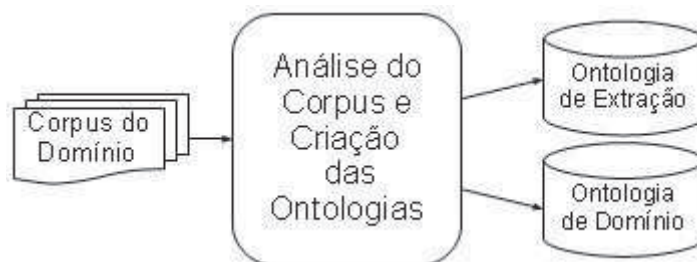 Corpus do
Domínio
Análise do
Corpus e
Criação
das
Ontologias
Ontologia
de Extração
Ontologia
de Domínio